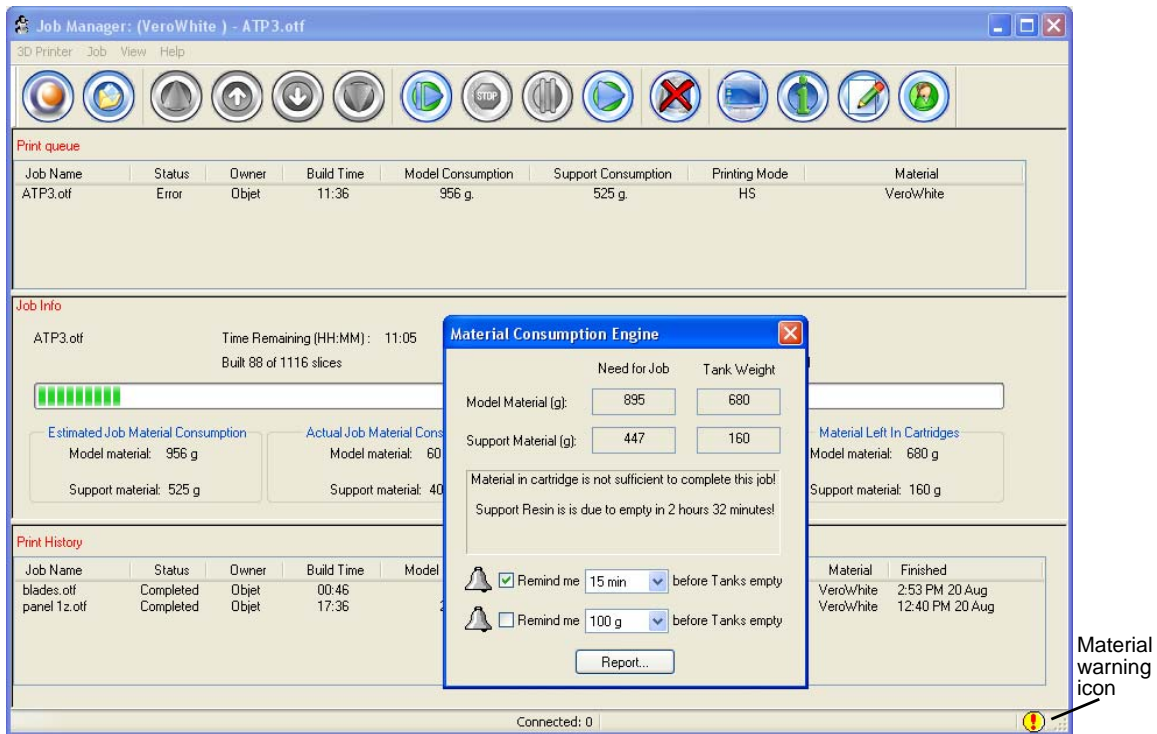 Job Manager: (VeroWhite ) - ATP3.otf
3D Printer Job View Help
STOP
Print queue
Job Name Status Owner Build Time Model Consumption Support Consumption Printing Mode Material
ATP3.otf Error Objet 11:36 956 g. 525 g. HS VeroWhite
Job Info
ATP3.otf Time Remaining (HH:MM) : 11:05
Built 88 of 1116 slices
Estimated Job Material Consumption
Model material: 956 g
Support material: 525 g
Actual Job Material Cons
Model material: 60
Support material: 40
Material Left In Cartridges
Model material: 680 g
Support material: 160 g
Material Consumption Engine
Need for Job Tank Weight
Model Material (g): 895 680
Support Material (g): 447 160
Material in cartridge is not sufficient to complete this job!
Support Resin is is due to empty in 2 hours 32 minutes!
Remind me 15 min before Tanks empty
Remind me 100 g before Tanks empty
Report...
Print History
Job Name Status Owner Build Time Model Material Finished
blades.otf Completed Objet 00:46 VeroWhite 2:53 PM 20 Aug
panel 1z.otf Completed Objet 17:36 VeroWhite 12:40 PM 20 Aug
Connected: 0
Material
warning
icon